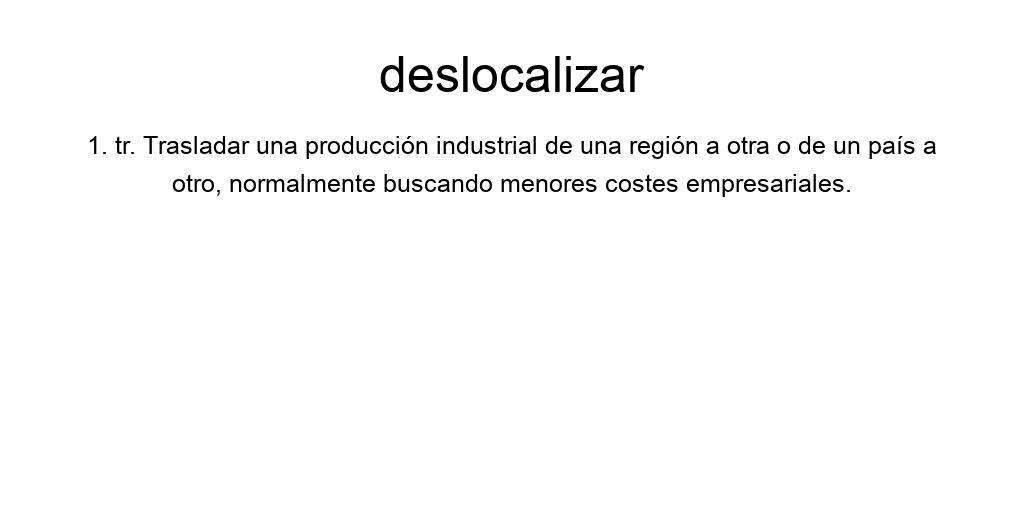 deslocalizar
1. tr. Trasladar una producción industrial de una región a otra o de un país a
otro, normalmente buscando menores costes empresariales.